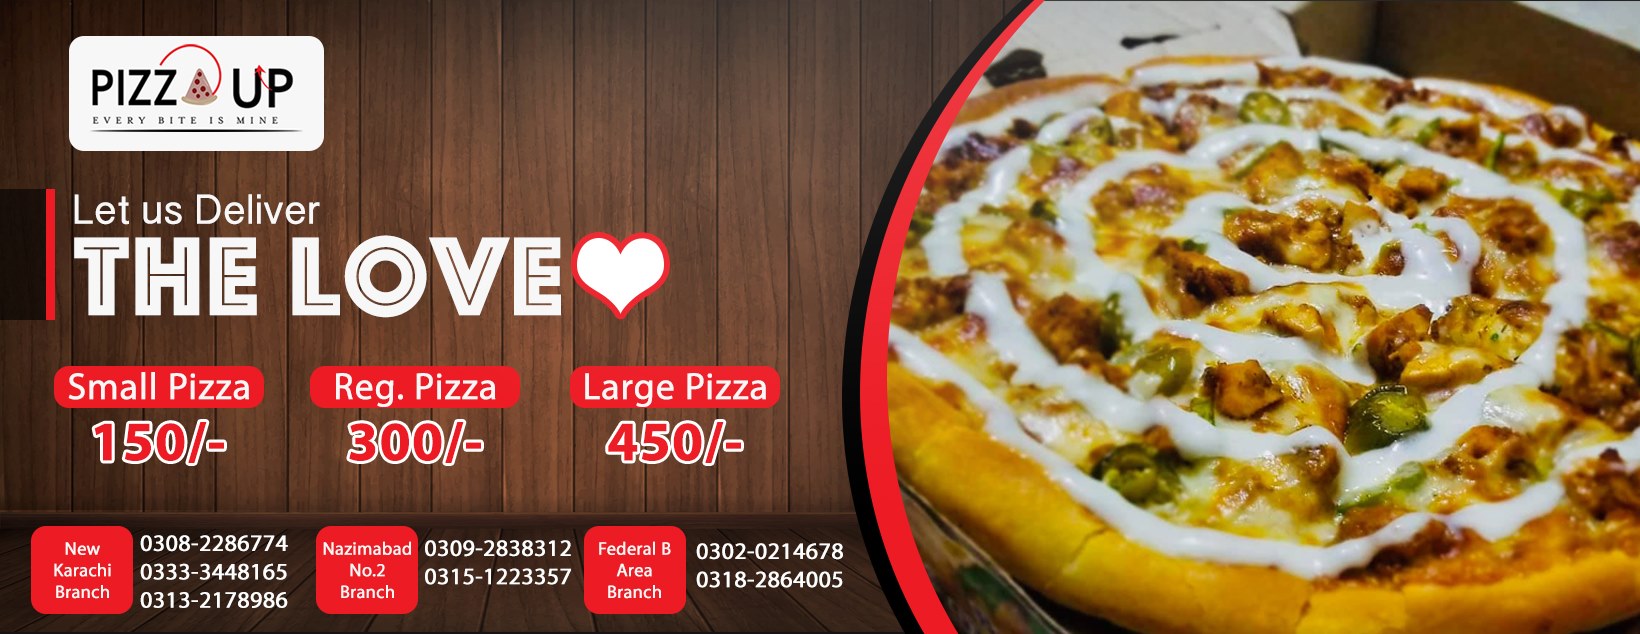 PIZZA UP
EVERY BITE IS MINE
Let us Deliver
THE LOVE
Small Pizza
150/-
Reg. Pizza
300/-
Large Pizza
450/-
New
Karachi
Branch
0308-2286774
0333-3448165
0313-2178986
Nazimabad
No.2
Branch
0309-2838312
0315-1223357
Federal B
Area
Branch
0302-0214678
0318-2864005